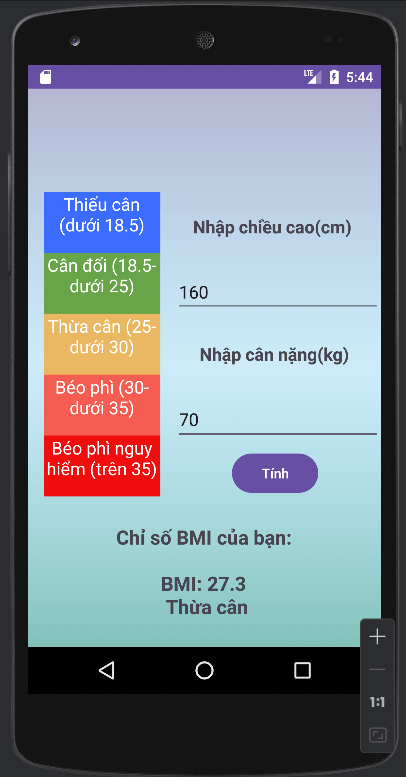 LTE 5:44
Thiếu cân
(dưới 18.5)
Nhập chiều cao(cm)
Cân đối (18.5-
dưới 25)
160
Thừa cân (25-
dưới 30)
Nhập cân nặng(kg)
Béo phì (30-
dưới 35)
70
Béo phì nguy
hiểm (trên 35)
Tính
Chỉ số BMI của bạn:
BMI: 27.3
Thừa cân
1:1